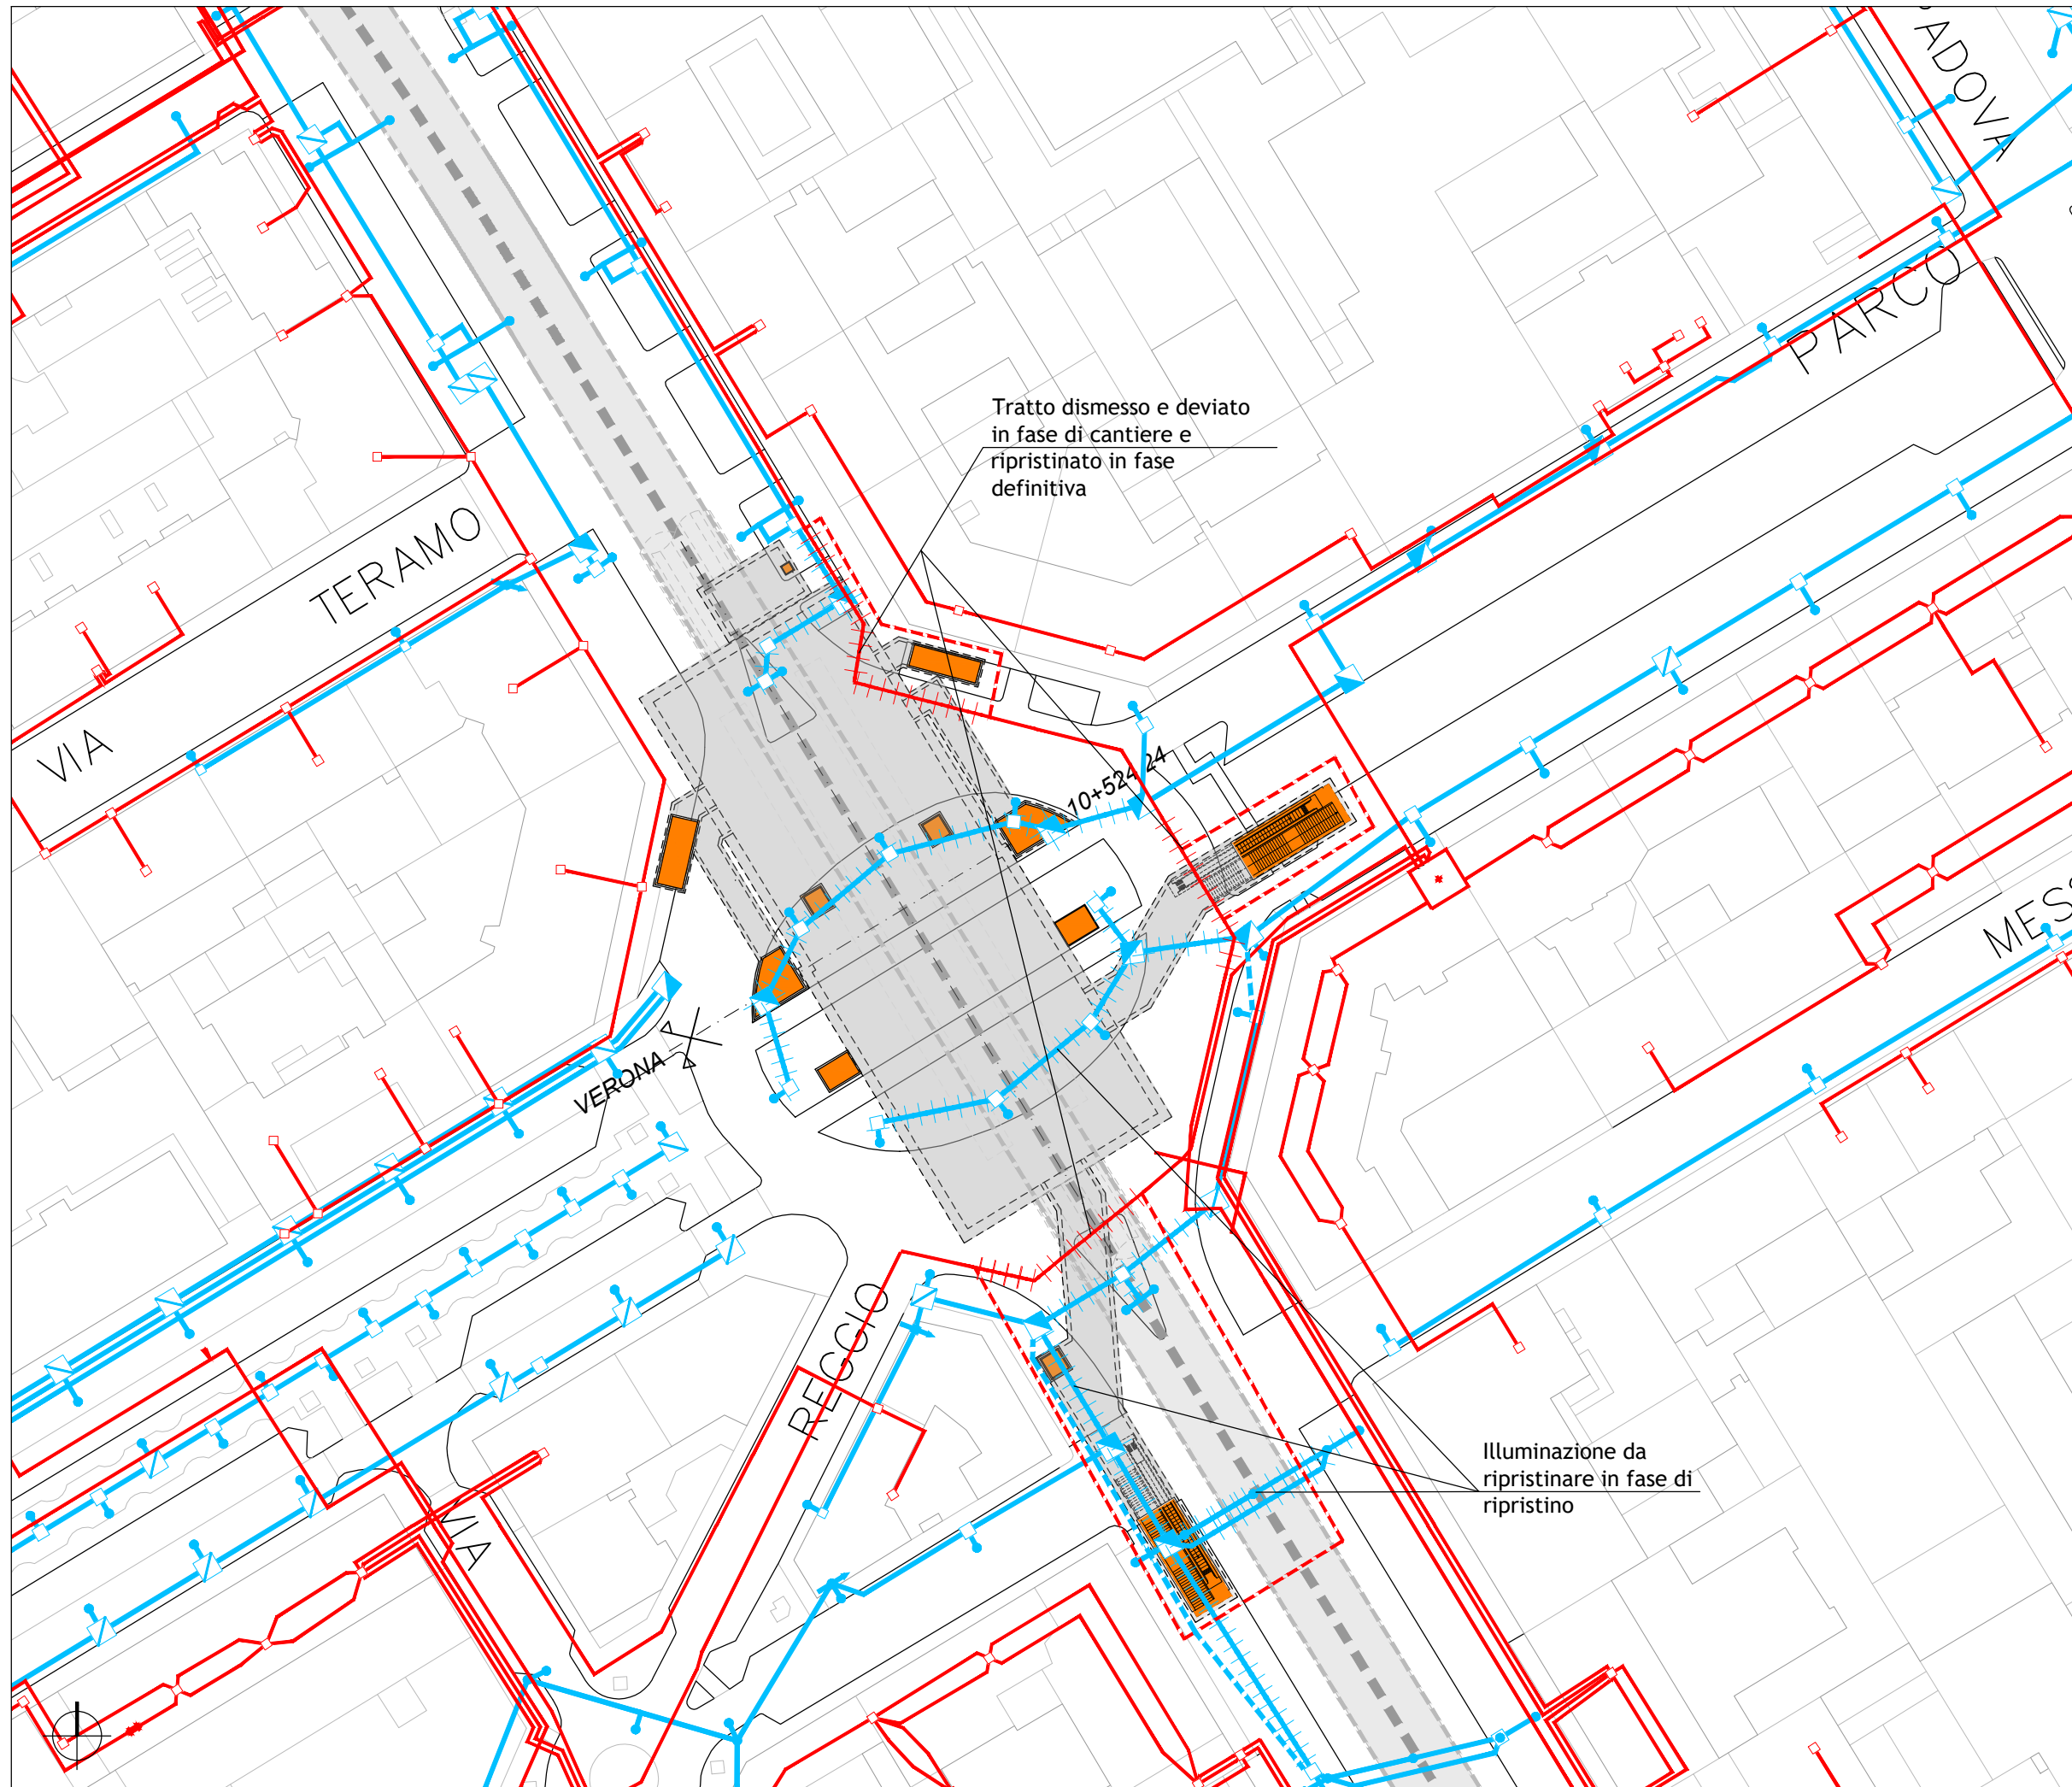 ADOVA
PARCO
Tratto dismesso e deviato
in fase di cantiere e
ripristinato in fase
definitiva
VIA TERAMO
10+524.24
MES
VERONA
REGGIO
VIA
Illuminazione da
ripristinare in fase di
ripristino